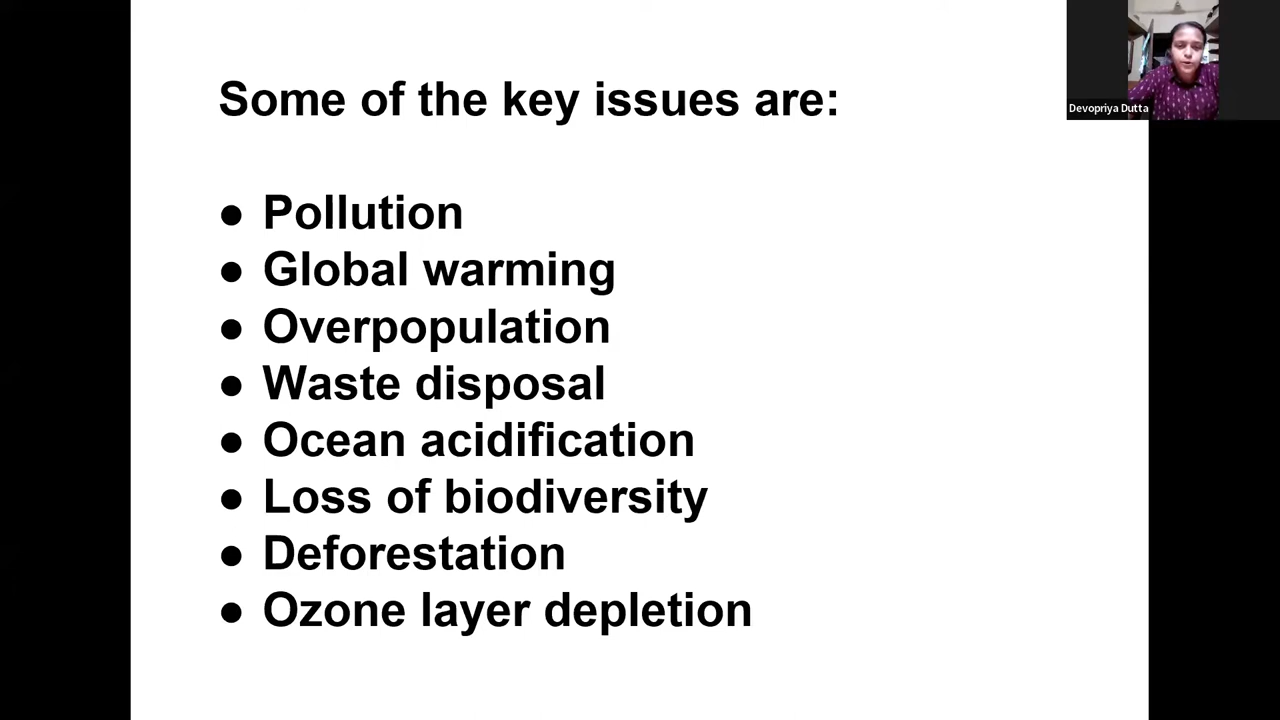 Some of the key issues are:
● Pollution
● Global warming
● Overpopulation
● Waste disposal
● Ocean acidification
● Loss of biodiversity
● Deforestation
● Ozone layer depletion
Devopriya Dutta